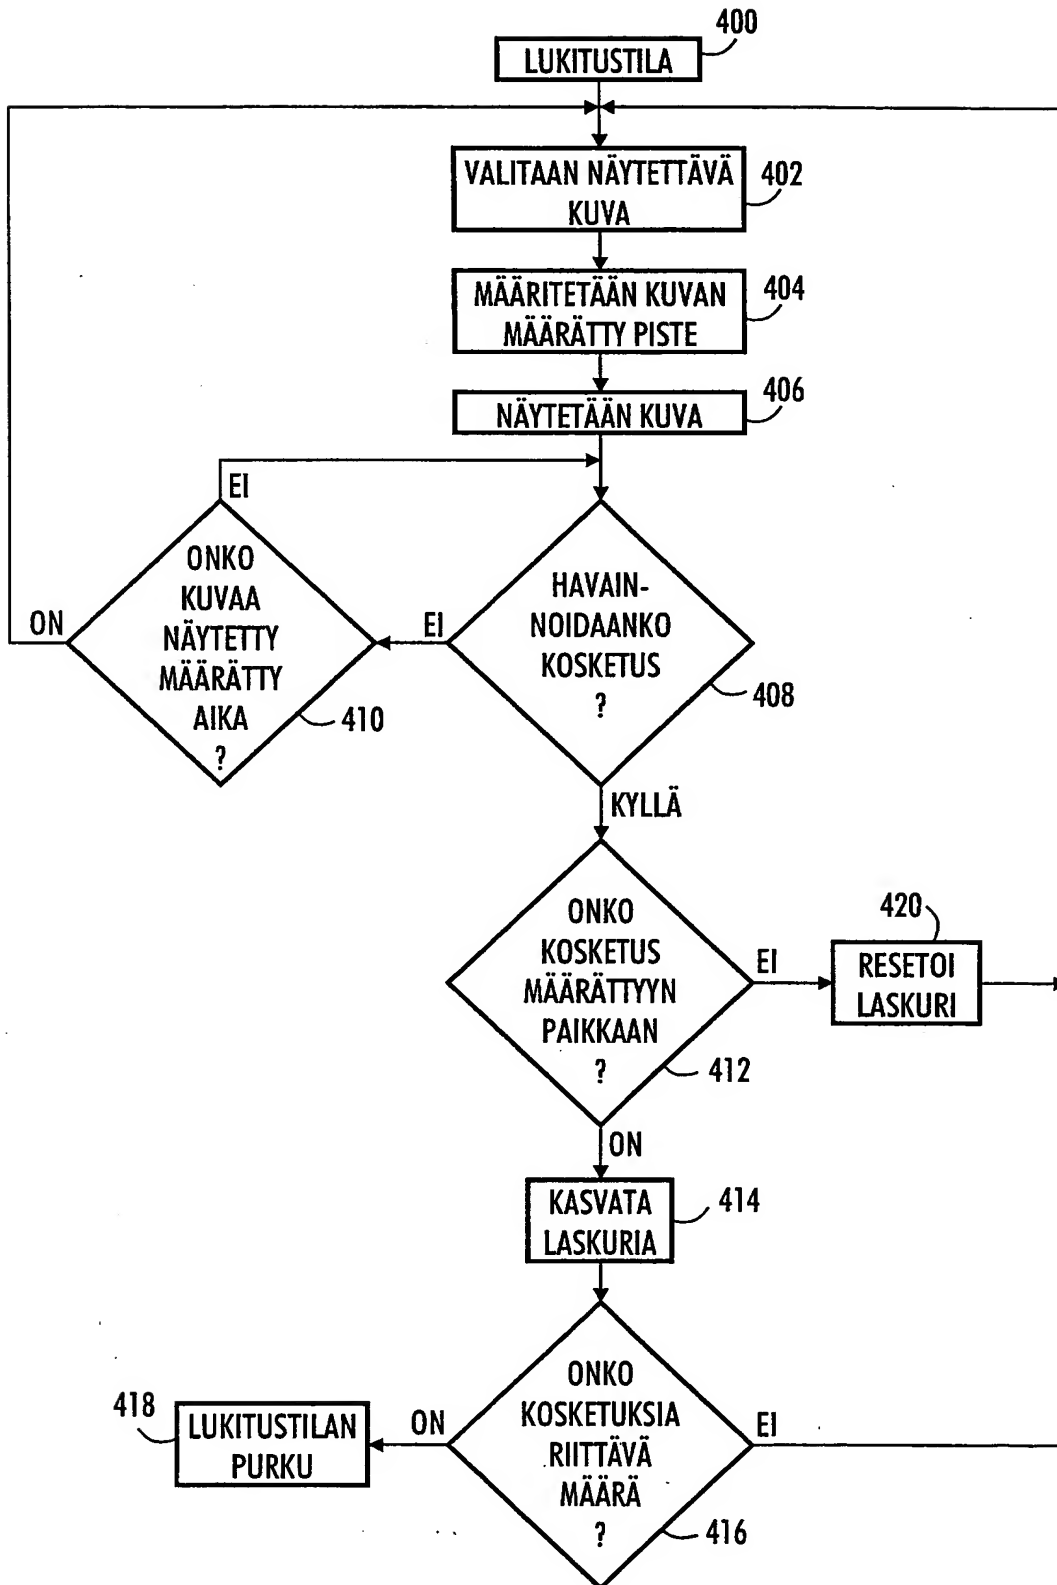 400
LUKITUSTILA
VALITAAN NÄYTETTÄVÄ
KUVA
402
MÄÄRITETÄÄN KUVAN
MÄÄRÄTTY PISTE
404
NÄYTETÄÄN KUVA
406
EI
ONKO
KUVAA
NÄYTETTY
MÄÄRÄTTY
AIKA
?
ON
410
EI
HAVAIN-
NOIDAANKO
KOSKETUS
?
408
KYLLÄ
ONKO
KOSKETUS
MÄÄRÄTTYYN
PAIKKAAN
?
412
EI
420
RESETOI
LASKURI
ON
KASVATA
LASKURIA
414
ONKO
KOSKETUKSIA
RIITTÄVÄ
MÄÄRÄ
?
416
EI
ON
418
LUKITUSTILAN
PURKU